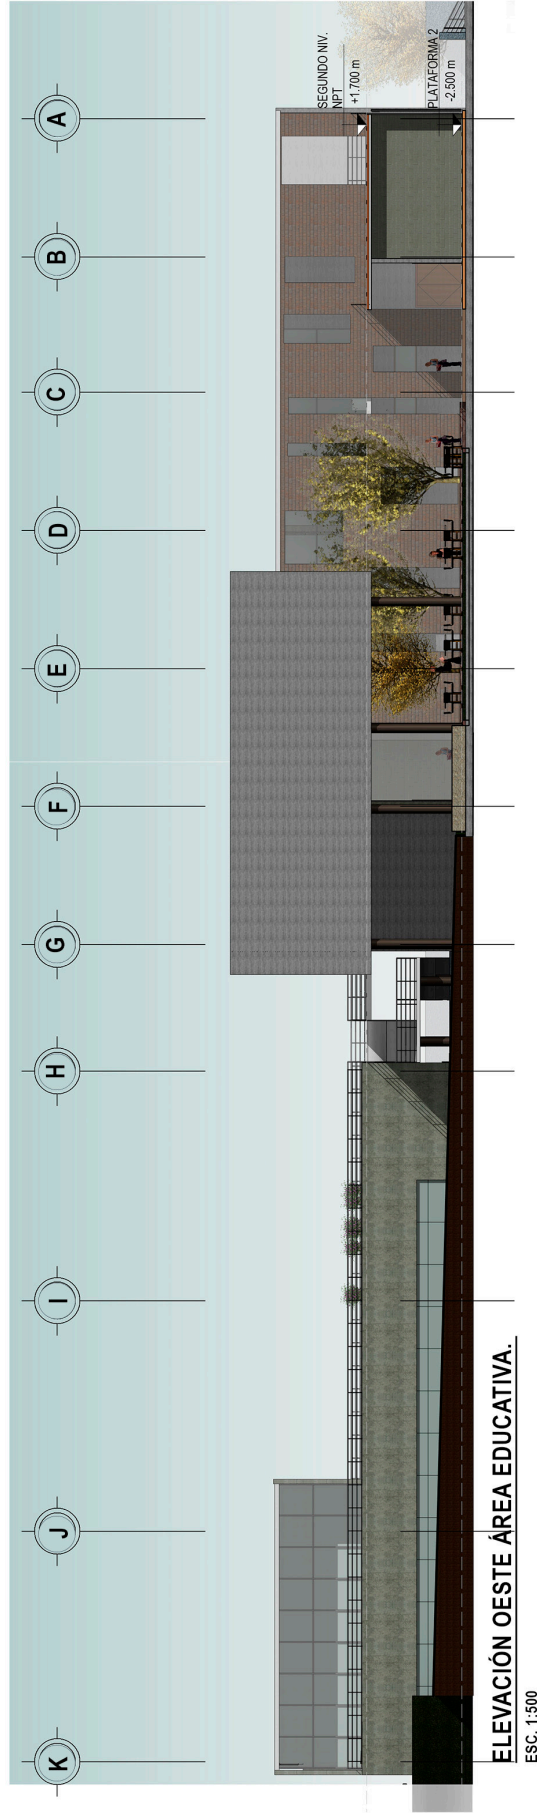 K
J
I
H
G
F
E
D
C
B
A
SEGUNDO NIV.
NPT
+1.700 m
PLATAFORMA 2
-2.500 m
ELEVACIÓN OESTE ÁREA EDUCATIVA.
ESC. 1:500